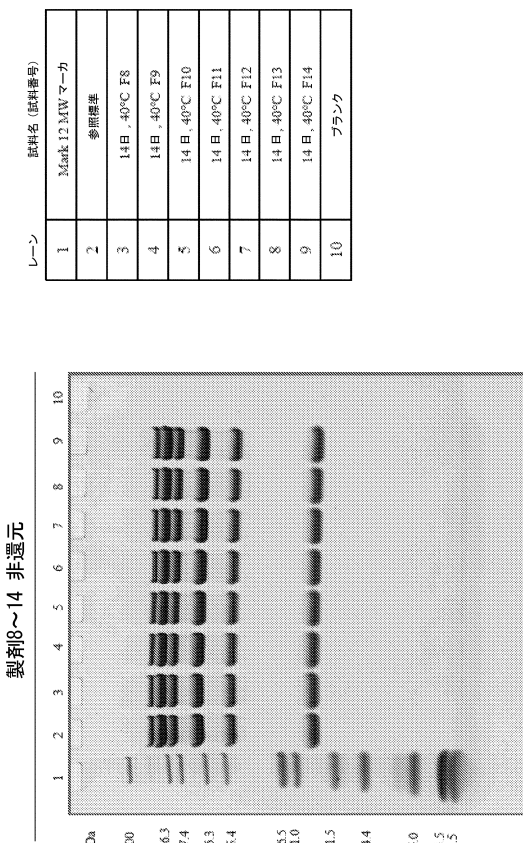 製剤8~14 非還元
1 2 3 4 5 6 7 8 9 10
レーン 試料名（試料番号）
1 Mark 12 MW マーカ
2 参照標準
3 14日 , 40°C F8
4 14日 , 40°C F9
5 14日 , 40°C F10
6 14日 , 40°C F11
7 14日 , 40°C F12
8 14日 , 40°C F13
9 14日 , 40°C F14
10 ブランク